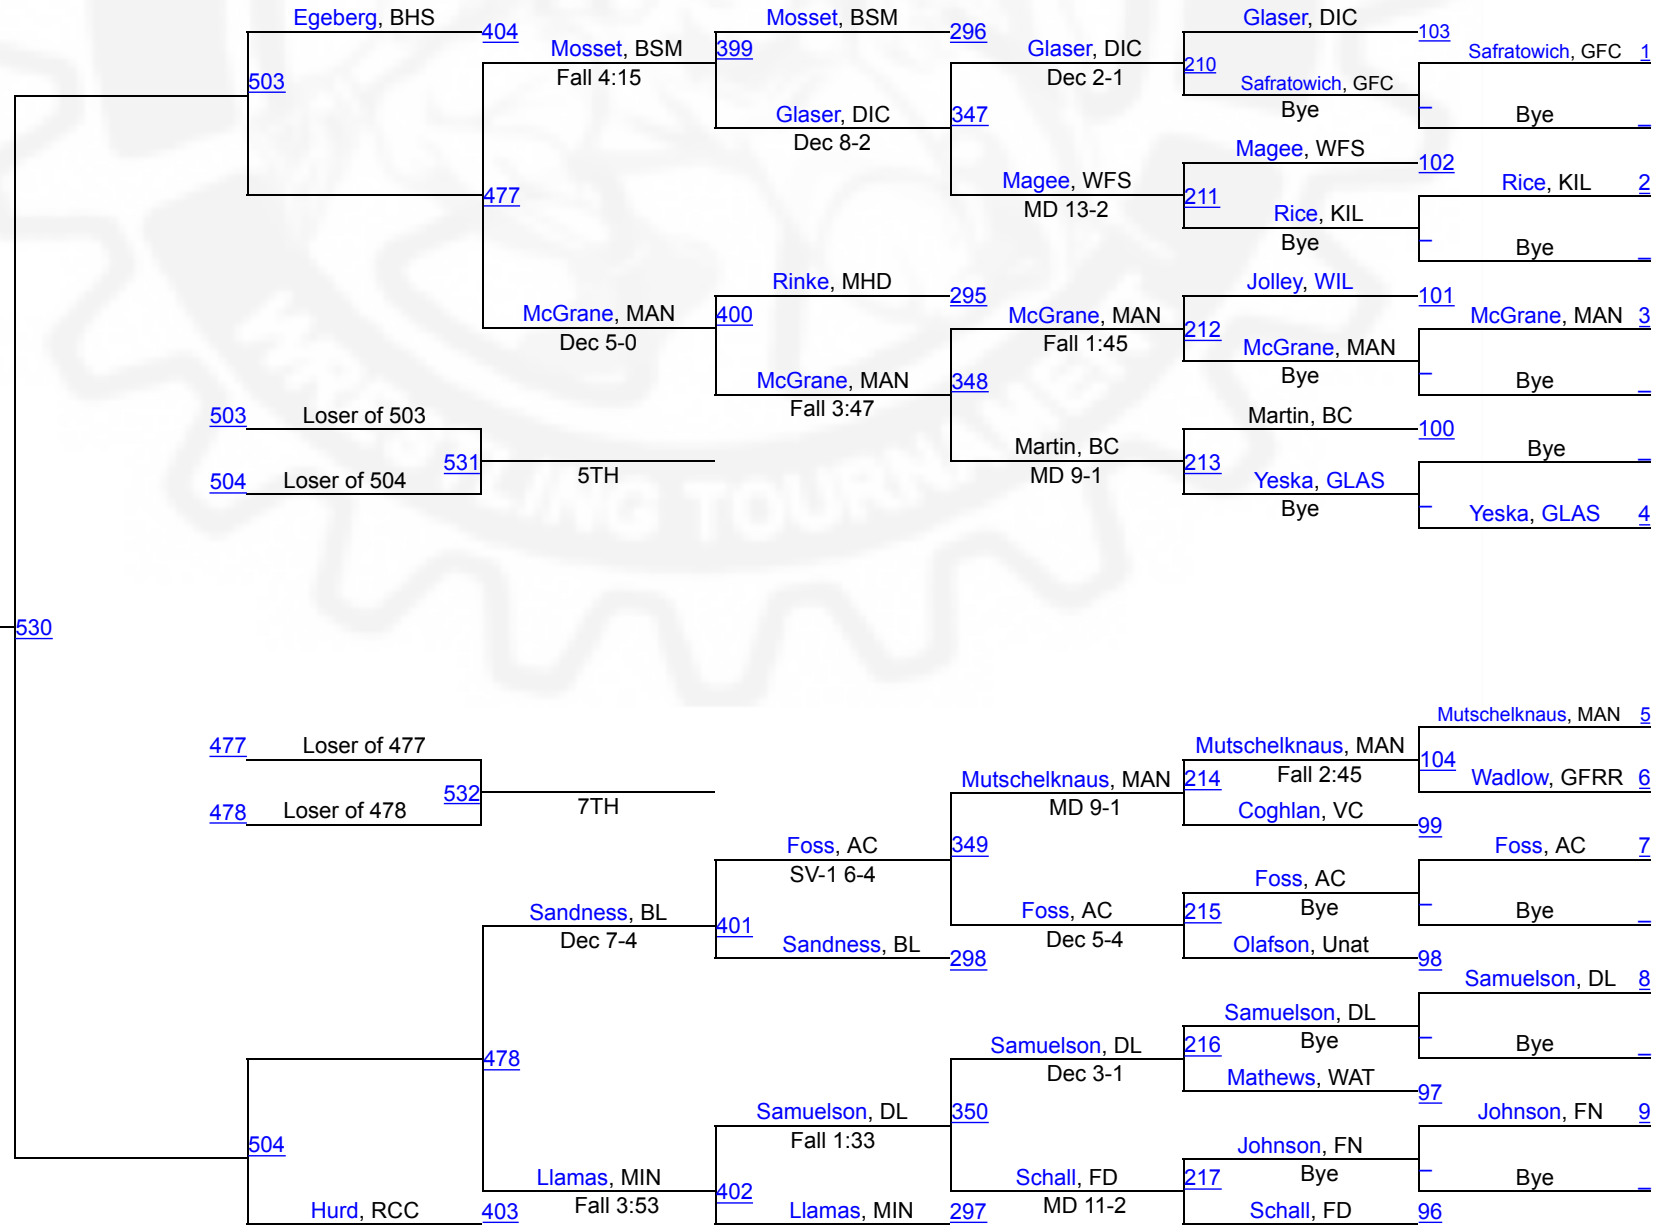 Egeberg, BHS
404
503
Mosset, BSM
Fall 4:15
399
Mosset, BSM
296
Glaser, DIC
Dec 8-2
347
Glaser, DIC
Dec 2-1
210
Glaser, DIC
103
Safratowich, GFC
Bye
Safratowich, GFC 1
Bye
477
Magee, WFS
MD 13-2
211
Magee, WFS
102
Rice, KIL
Bye
Rice, KIL 2
Bye
McGrane, MAN
Dec 5-0
400
Rinke, MHD
295
McGrane, MAN
Fall 3:47
348
McGrane, MAN
Fall 1:45
212
Jolley, WIL
101
McGrane, MAN
Bye
McGrane, MAN 3
Bye
Martin, BC
MD 9-1
213
Martin, BC
100
Yeska, GLAS
Bye
Bye
Yeska, GLAS 4
503 Loser of 503
531 5TH
504 Loser of 504
WRESTLING TOURNAMENT
530
477 Loser of 477
532 7TH
478 Loser of 478
Mutschelknaus, MAN 5
104
Wadlow, GFRR 6
Mutschelknaus, MAN
Fall 2:45
214
Coghlan, VC
99
Mutschelknaus, MAN
MD 9-1
349
Foss, AC 7
Bye
Foss, AC
Bye
215
Olafson, Unat
98
Foss, AC
Dec 5-4
Foss, AC
SV-1 6-4
401
Sandness, BL
298
Sandness, BL
Dec 7-4
478
Samuelson, DL 8
Bye
Samuelson, DL
Bye
216
Mathews, WAT
97
Samuelson, DL
Dec 3-1
350
Johnson, FN 9
Bye
Johnson, FN
Bye
217
Schall, FD
96
Schall, FD
MD 11-2
Samuelson, DL
Fall 1:33
402
Llamas, MIN
297
Llamas, MIN
Fall 3:53
504
Hurd, RCC
403